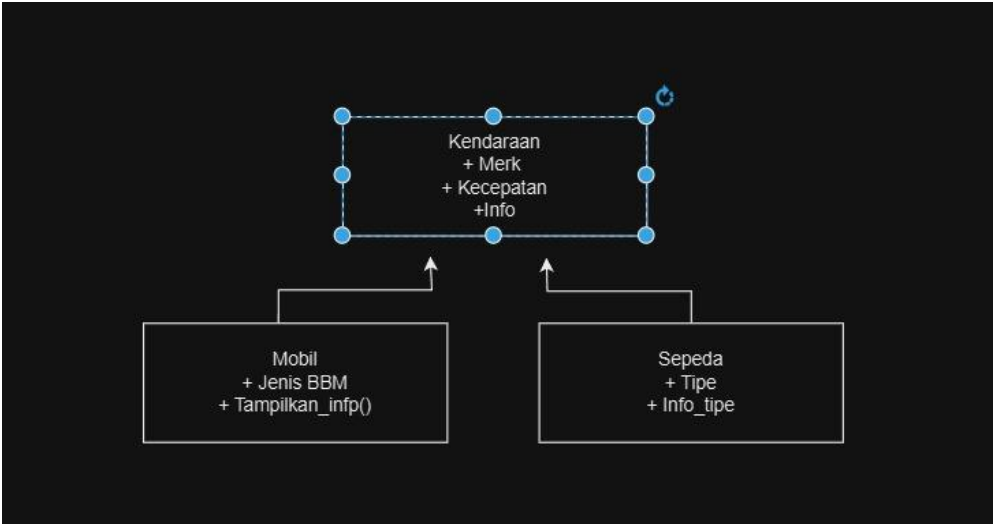 Kendaraan
+ Merk
+ Kecepatan
+Info
Mobil
+ Jenis BBM
+ Tampilkan_infp()
Sepeda
+ Tipe
+ Info_tipe